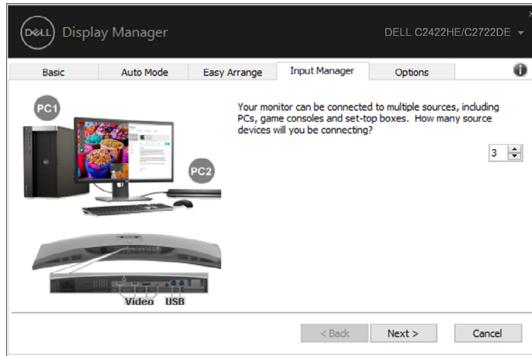 DELL Display Manager
DELL C2422HE/C2722DE
Basic
Auto Mode
Easy Arrange
Input Manager
Options
PC1
PC2
Video USB
Your monitor can be connected to multiple sources, including
PCs, game consoles and set-top boxes. How many source
devices will you be connecting?
3
< Back
Next >
Cancel